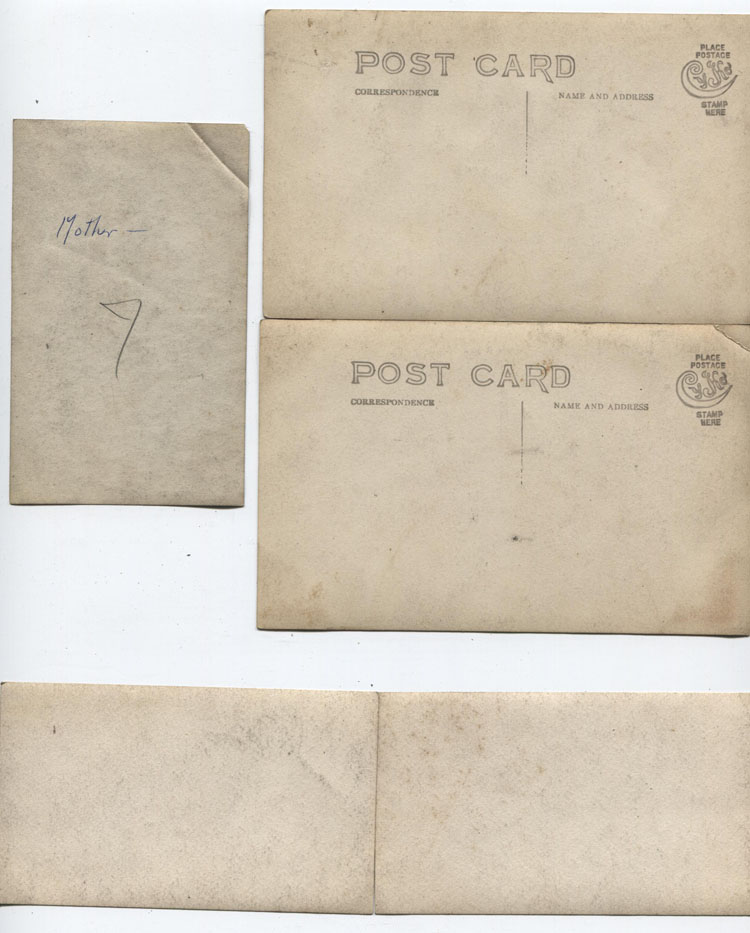 Mother –
7
POST CARD
CORRESPONDENCE
NAME AND ADDRESS
PLACE
POSTAGE
STAMP
HERE
POST CARD
CORRESPONDENCE
NAME AND ADDRESS
PLACE
POSTAGE
STAMP
HERE